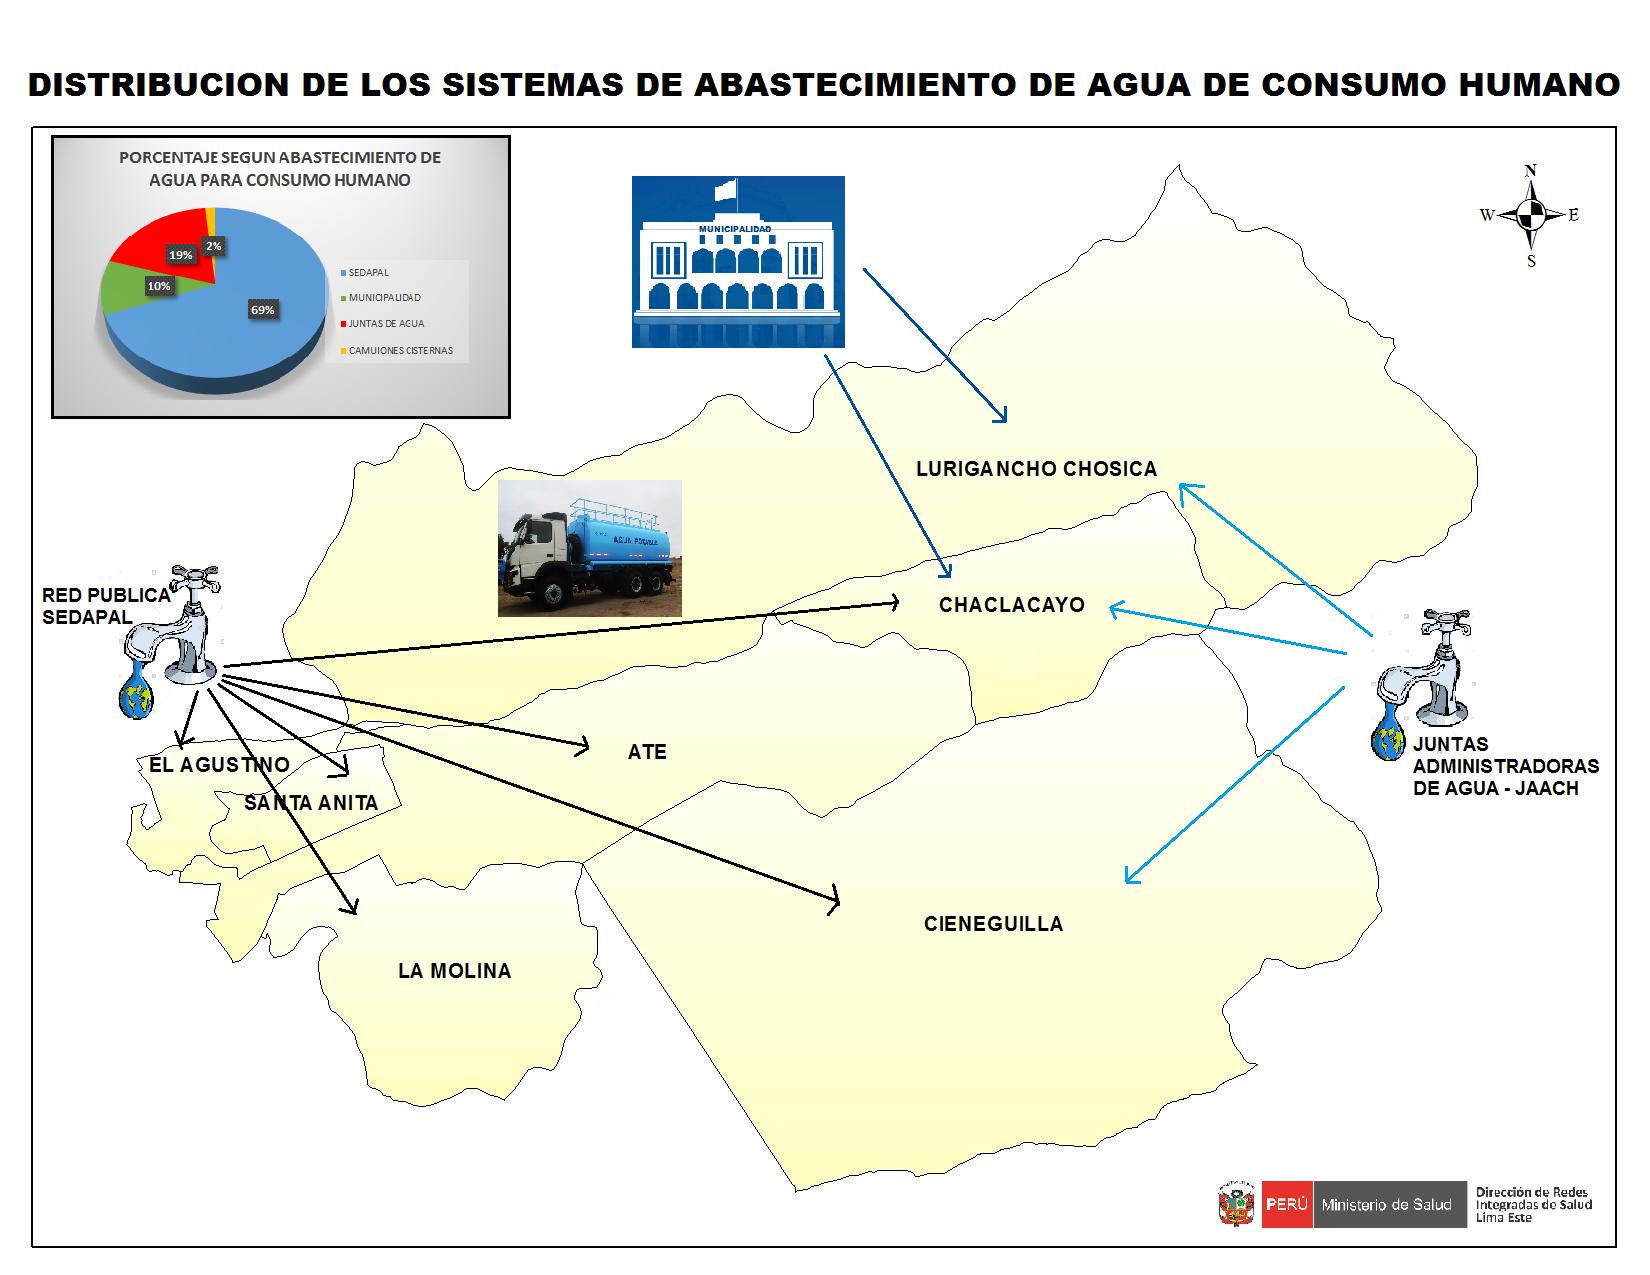 DISTRIBUCION DE LOS SISTEMAS DE ABASTECIMIENTO DE AGUA DE CONSUMO HUMANO
PORCENTAJE SEGUN ABASTECIMIENTO DE
AGUA PARA CONSUMO HUMANO
2%
19%
10%
69%
SEDAPAL
MUNICIPALIDAD
JUNTAS DE AGUA
CAMUIONES CISTERNAS
MUNICIPALIDAD
N
W
E
S
LURIGANCHO CHOSICA
AGUA POTABLE
RED PUBLICA
SEDAPAL
CHACLACAYO
JUNTAS
ADMINISTRADORAS
DE AGUA - JAACH
ATE
EL AGUSTINO
SANTA ANITA
CIENEGUILLA
LA MOLINA
PERÚ
Ministerio de Salud
Dirección de Redes
Integradas de Salud
Lima Este